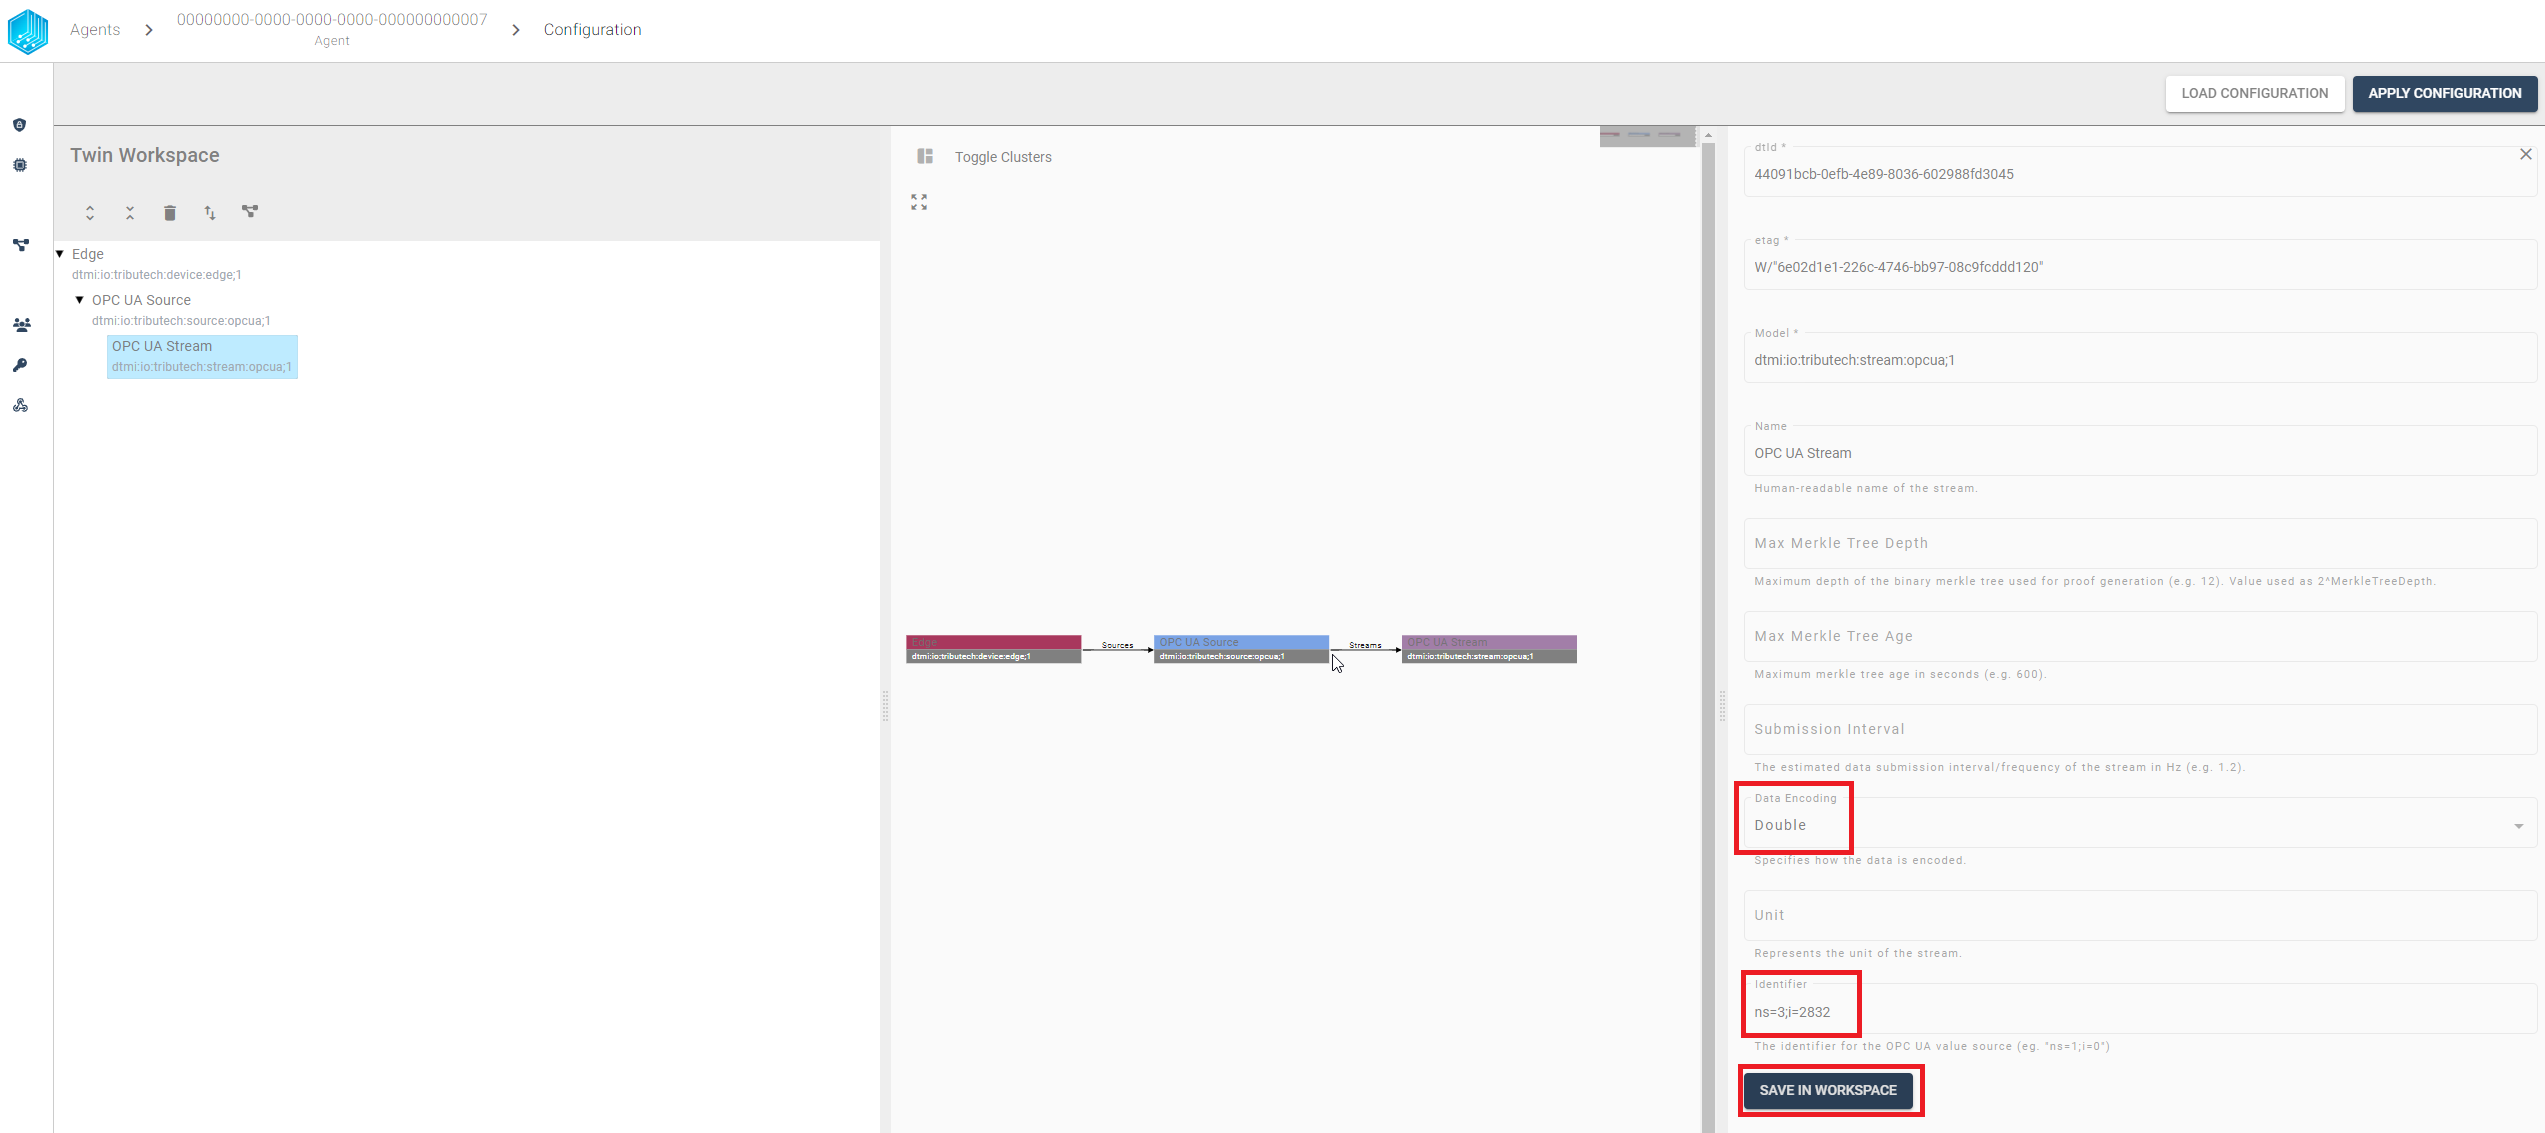 Agents
00000000-0000-0000-0000-000000000007
Agent
Configuration
LOAD CONFIGURATION
APPLY CONFIGURATION
Twin Workspace
Edge
dtmi:io:tributech:device:edge;1
OPC UA Source
dtmi:io:tributech:source:opcua;1
OPC UA Stream
dtmi:io:tributech:stream:opcua;1
Toggle Clusters
Edge
dtmi:io:tributech:device:edge;1
Sources
OPC UA Source
dtmi:io:tributech:source:opcua;1
Streams
OPC UA Stream
dtmi:io:tributech:stream:opcua;1
dtId *
44091bcb-0efb-4e89-8036-602988fd3045
etag *
W/"6e02d1e1-226c-4746-bb97-08c9fcddd120"
Model *
dtmi:io:tributech:stream:opcua;1
Name
OPC UA Stream
Human-readable name of the stream.
Max Merkle Tree Depth
Maximum depth of the binary merkle tree used for proof generation (e.g. 12). Value used as 2^MerkleTreeDepth.
Max Merkle Tree Age
Maximum merkle tree age in seconds (e.g. 600).
Submission Interval
The estimated data submission interval/frequency of the stream in Hz (e.g. 1.2).
Data Encoding
Double
Specifies how the data is encoded.
Unit
Represents the unit of the stream.
Identifier
ns=3;i=2832
The identifier for the OPC UA value source (eg. "ns=1;i=0")
SAVE IN WORKSPACE